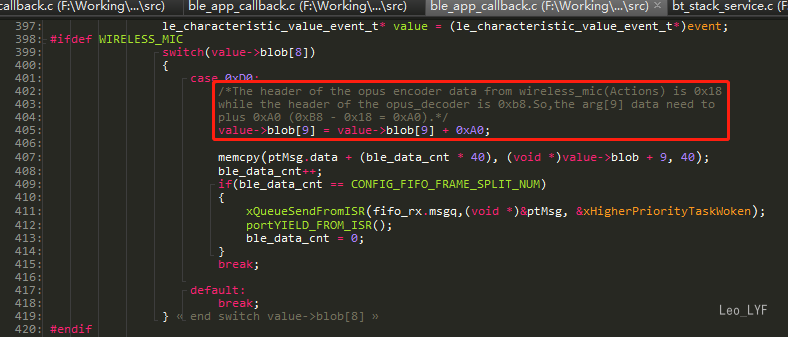 callback.c (F:\Working\...\src) ble_app_callback.c (F:\Working\...\src) ble_app_callback.c (F:\Working\...\src) × bt_stack_service.c (F:\W
397: le_characteristic_value_event_t* value = (le_characteristic_value_event_t*)event;
398: #ifdef WIRELESS_MIC
399: switch(value->blob[8])
400: {
401: case 0xD0:
402: /*The header of the opus encoder data from wireless_mic(Actions) is 0x18
403: while the header of the opus_decoder is 0xb8.So,the arg[9] data need to
404: plus 0xA0 (0xB8 - 0x18 = 0xA0).*/
405: value->blob[9] = value->blob[9] + 0xA0;
406:
407: memcpy(ptMsg.data + (ble_data_cnt * 40), (void *)value->blob + 9, 40);
408: ble_data_cnt++;
409: if(ble_data_cnt == CONFIG_FIFO_FRAME_SPLIT_NUM)
410: {
411: xQueueSendFromISR(fifo_rx.msgq,(void *)&ptMsg, &xHigherPriorityTaskWoken);
412: portYIELD_FROM_ISR();
413: ble_data_cnt = 0;
414: }
415: break;
416:
417: default:
418: break;
419: } « end switch value->blob[8] »
420: #endif
Leo_LYF